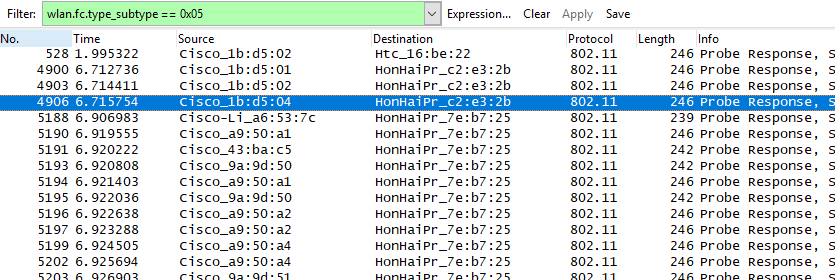 Filter: wlan.fc.type_subtype == 0x05 Expression... Clear Apply Save
No. Time Source Destination Protocol Length Info
528 1.995322 Cisco_1b:d5:02 Htc_16:be:22 802.11 246 Probe Response, S
4900 6.712736 Cisco_1b:d5:01 HonHaiPr_c2:e3:2b 802.11 246 Probe Response, S
4903 6.714411 Cisco_1b:d5:02 HonHaiPr_c2:e3:2b 802.11 246 Probe Response, S
4906 6.715754 Cisco_1b:d5:04 HonHaiPr_c2:e3:2b 802.11 246 Probe Response, S
5188 6.906983 Cisco-Li_a6:53:7c HonHaiPr_7e:b7:25 802.11 239 Probe Response, S
5190 6.919555 Cisco_a9:50:a1 HonHaiPr_7e:b7:25 802.11 246 Probe Response, S
5191 6.920222 Cisco_43:ba:c5 HonHaiPr_7e:b7:25 802.11 242 Probe Response, S
5193 6.920808 Cisco_9a:9d:50 HonHaiPr_7e:b7:25 802.11 242 Probe Response, S
5194 6.921403 Cisco_a9:50:a1 HonHaiPr_7e:b7:25 802.11 246 Probe Response, S
5195 6.922036 Cisco_9a:9d:50 HonHaiPr_7e:b7:25 802.11 242 Probe Response, S
5196 6.922638 Cisco_a9:50:a2 HonHaiPr_7e:b7:25 802.11 246 Probe Response, S
5197 6.923288 Cisco_a9:50:a2 HonHaiPr_7e:b7:25 802.11 246 Probe Response, S
5199 6.924505 Cisco_a9:50:a4 HonHaiPr_7e:b7:25 802.11 246 Probe Response, S
5202 6.925694 Cisco_a9:50:a4 HonHaiPr_7e:b7:25 802.11 246 Probe Response, S
5203 6.926903 Cisco_9a:9d:51 HonHaiPr_7e:b7:25 802.11 246 Probe Response, S